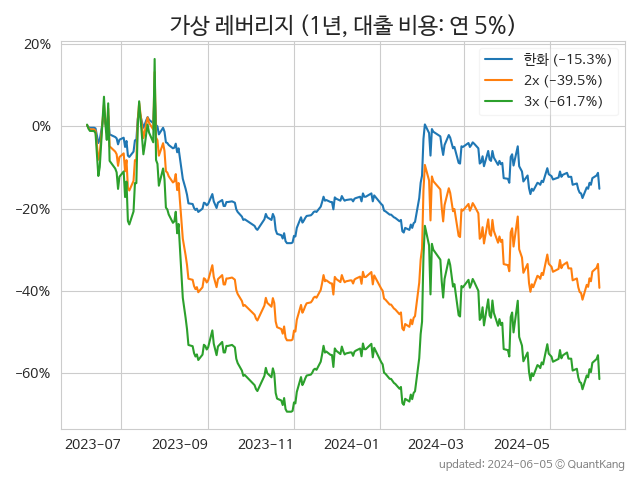 가상 레버리지 (1년, 대출 비용: 연 5%)
한화 (−15.3%)
2x (−39.5%)
3x (−61.7%)
20%
0%
−20%
−40%
−60%
2023-07 2023-09 2023-11 2024-01 2024-03 2024-05
updated: 2024-06-05 © QuantKang